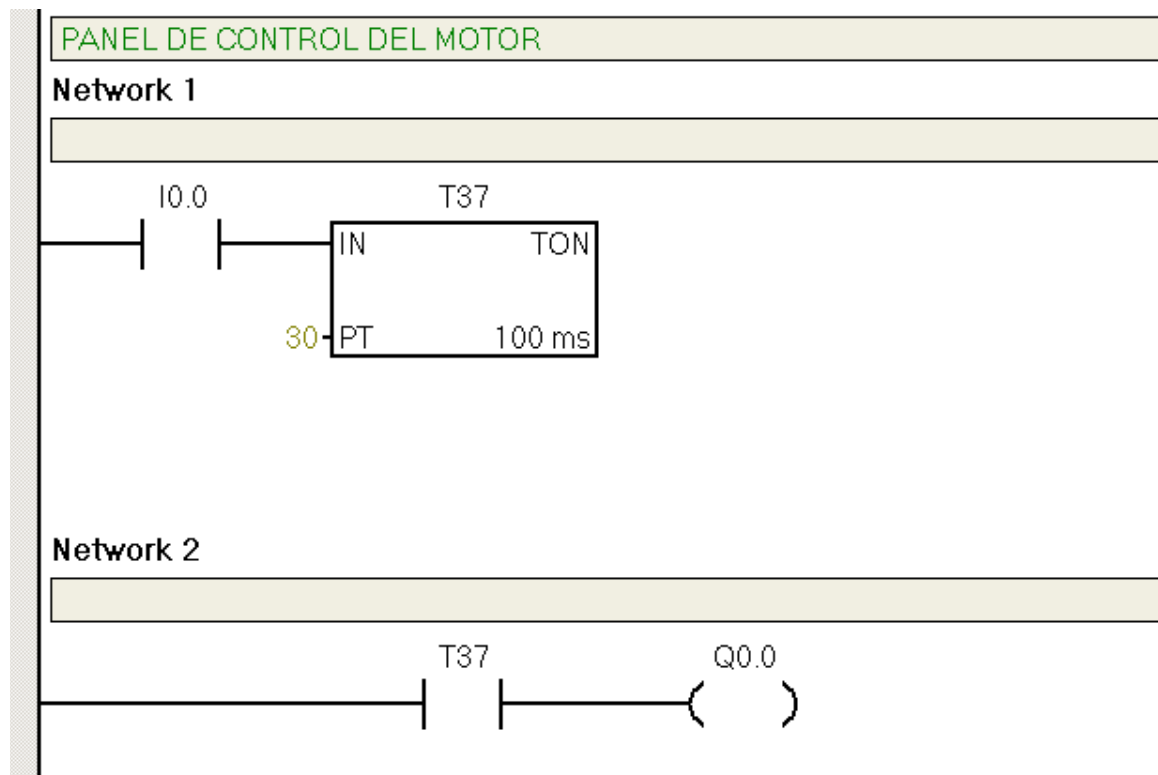 PANEL DE CONTROL DEL MOTOR
Network 1
I0.0 T37
IN TON
30 PT 100 ms
Network 2
T37 Q0.0